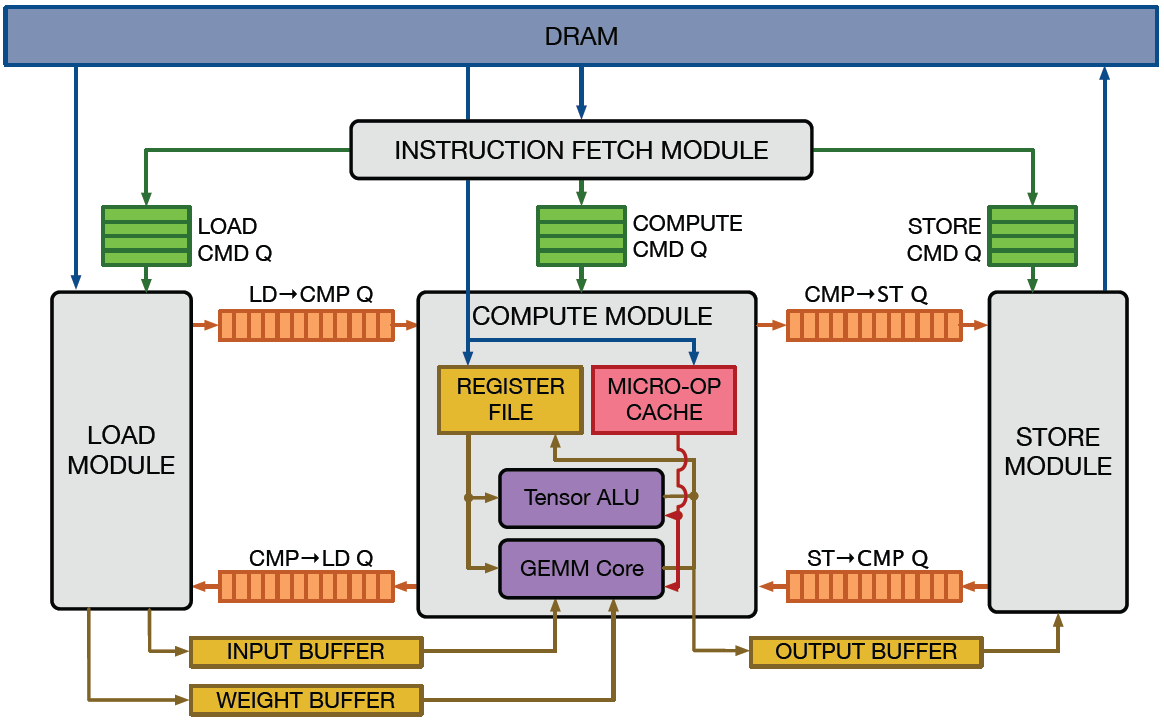 DRAM
INSTRUCTION FETCH MODULE
LOAD
CMD Q
COMPUTE
CMD Q
STORE
CMD Q
LD→CMP Q
COMPUTE MODULE
CMP→ST Q
REGISTER
FILE
MICRO-OP
CACHE
LOAD
MODULE
STORE
MODULE
Tensor ALU
GEMM Core
CMP→LD Q
ST→CMP Q
INPUT BUFFER
OUTPUT BUFFER
WEIGHT BUFFER